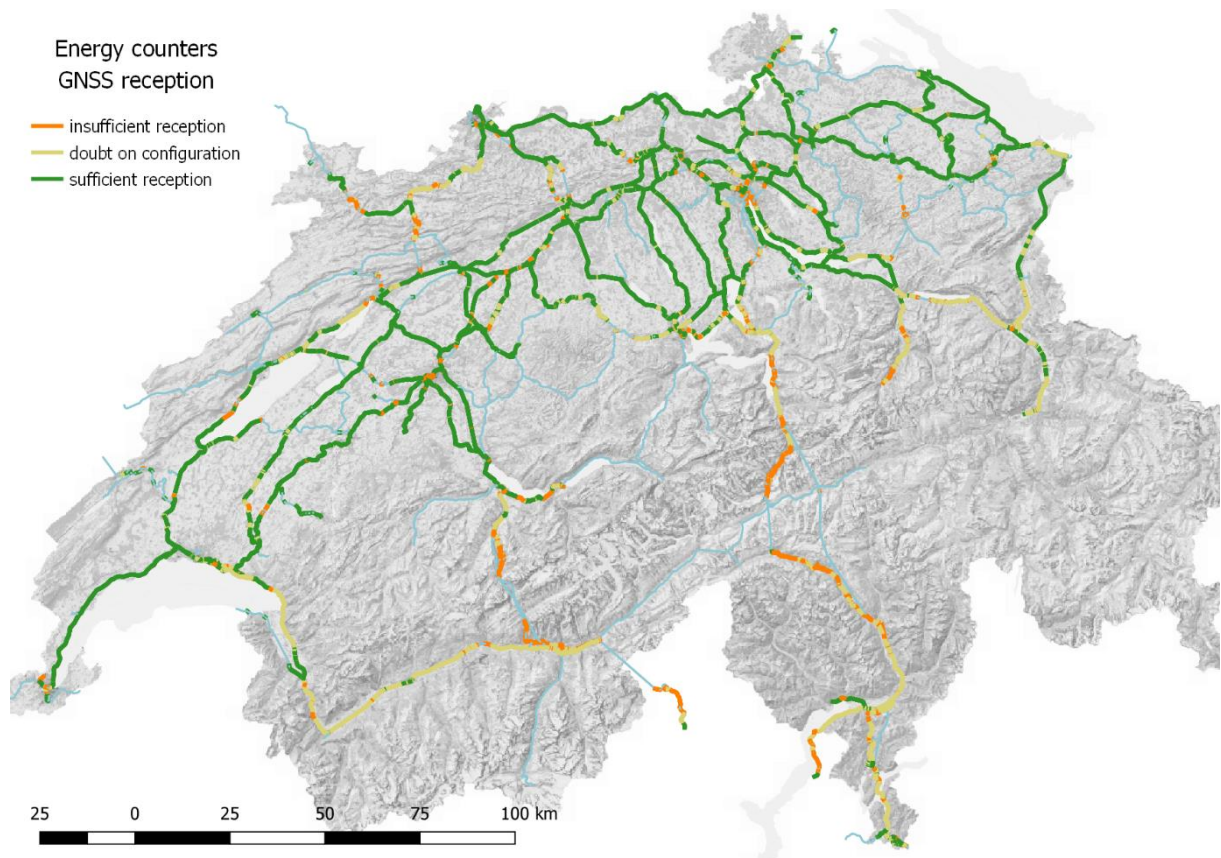 Energy counters
GNSS reception
insufficient reception
doubt on configuration
sufficient reception
25 0 25 50 75 100 km